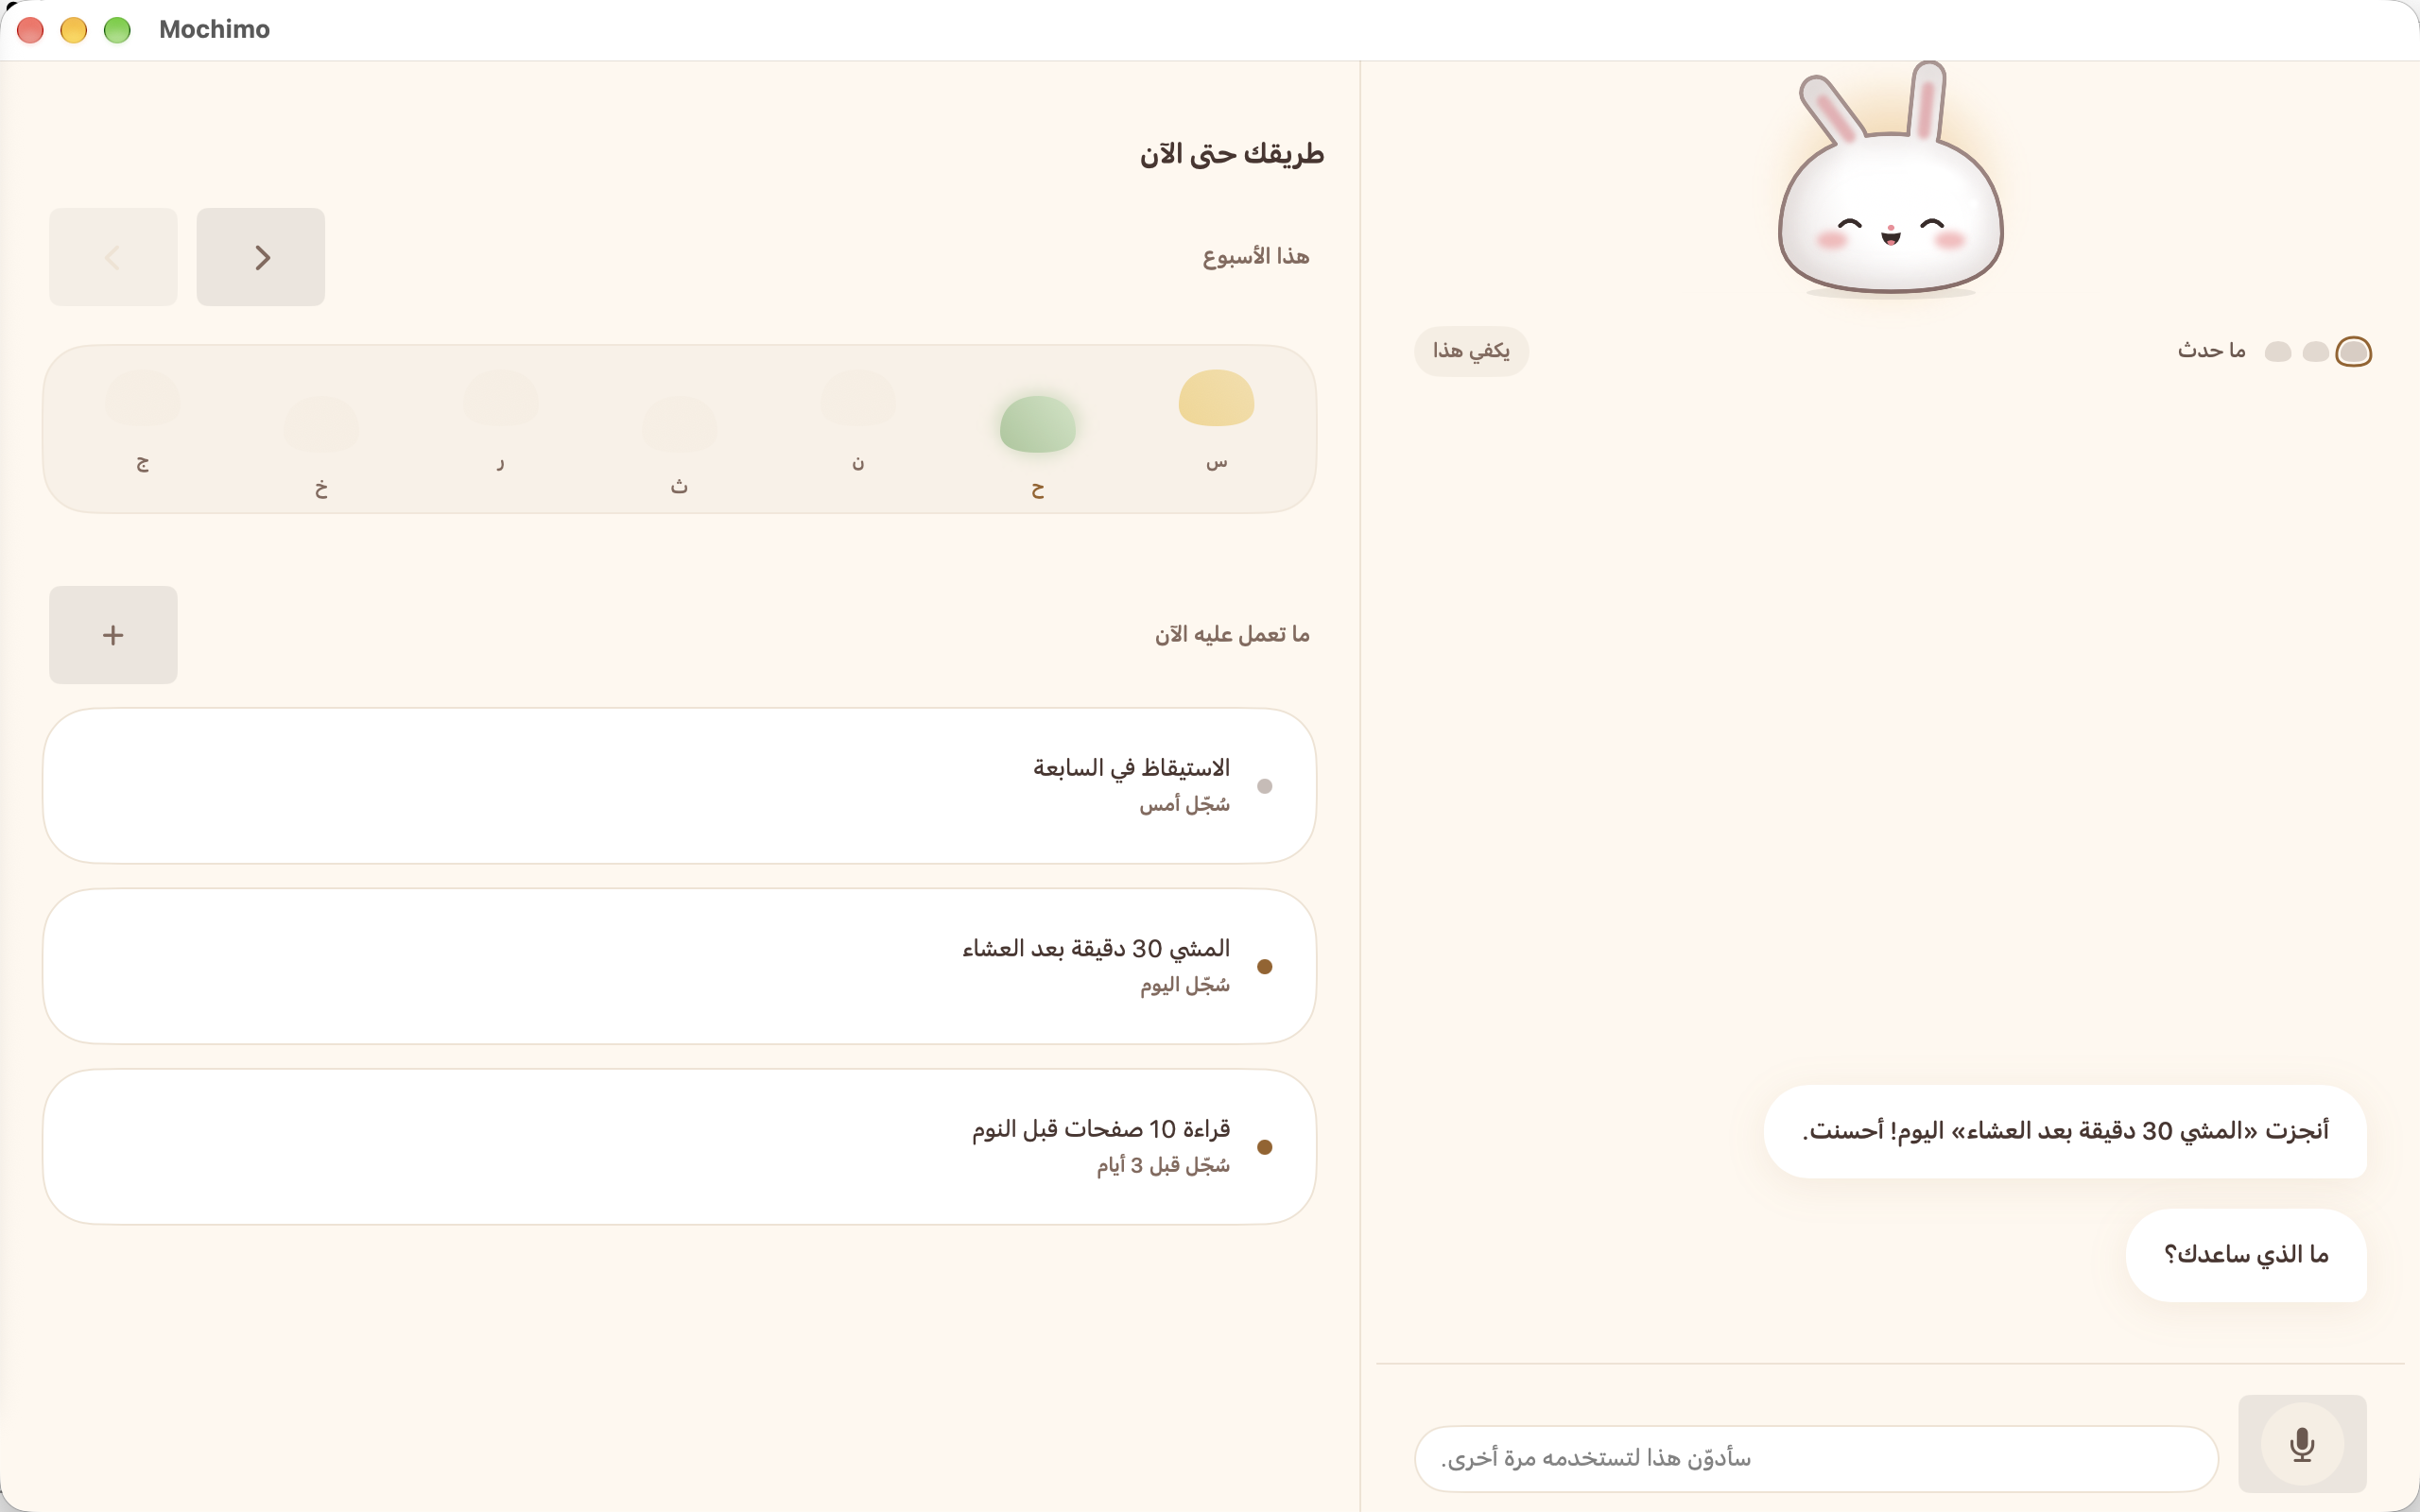 Mochimo
ما حدث
يكفي هذا
أنجزت «المشي 30 دقيقة بعد العشاء» اليوم! أحسنت.
ما الذي ساعدك؟
سأدوّن هذا لتستخدمه مرة أخرى.
طريقك حتى الآن
هذا الأسبوع
س
ح
ن
ث
ر
خ
ج
ما تعمل عليه الآن
الاستيقاظ في السابعة
سُجّل أمس
المشي 30 دقيقة بعد العشاء
سُجّل اليوم
قراءة 10 صفحات قبل النوم
سُجّل قبل 3 أيام